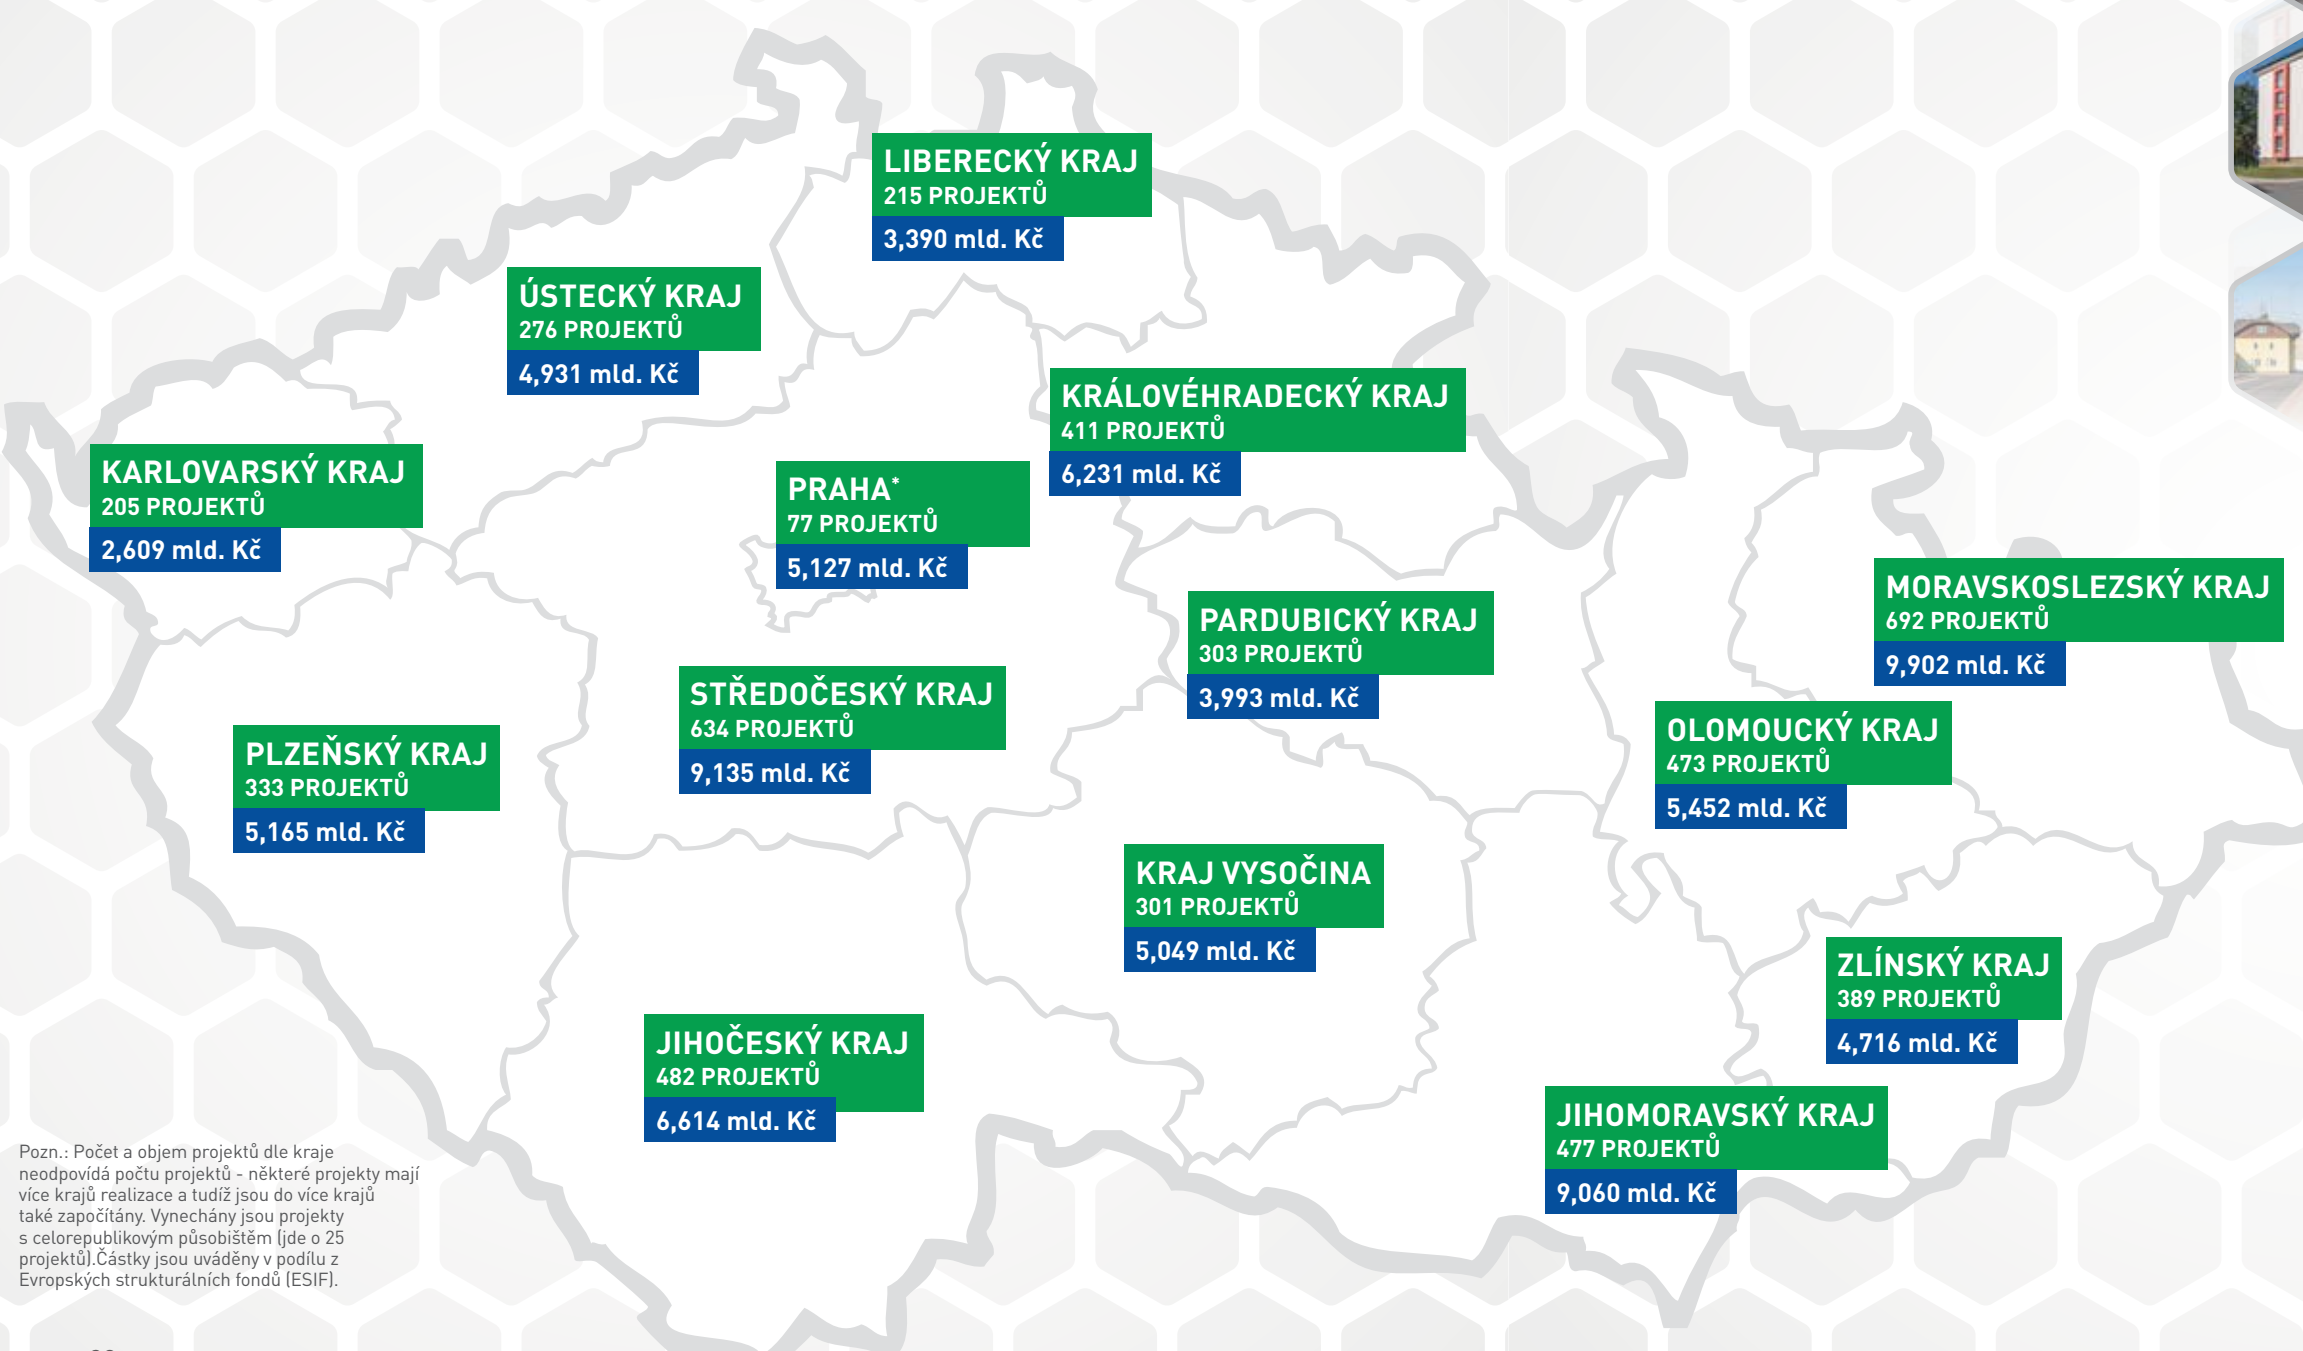 LIBERECKÝ KRAJ
215 PROJEKTŮ
3,390 mld. Kč
ÚSTECKÝ KRAJ
276 PROJEKTŮ
4,931 mld. Kč
KRÁLOVÉHRADECKÝ KRAJ
411 PROJEKTŮ
6,231 mld. Kč
KARLOVARSKÝ KRAJ
205 PROJEKTŮ
2,609 mld. Kč
PRAHA*
77 PROJEKTŮ
5,127 mld. Kč
MORAVSKOSLEZSKÝ KRAJ
692 PROJEKTŮ
9,902 mld. Kč
PARDUBICKÝ KRAJ
303 PROJEKTŮ
3,993 mld. Kč
STŘEDOČESKÝ KRAJ
634 PROJEKTŮ
9,135 mld. Kč
OLOMOUCKÝ KRAJ
473 PROJEKTŮ
5,452 mld. Kč
PLZEŇSKÝ KRAJ
333 PROJEKTŮ
5,165 mld. Kč
KRAJ VYSOČINA
301 PROJEKTŮ
5,049 mld. Kč
ZLÍNSKÝ KRAJ
389 PROJEKTŮ
4,716 mld. Kč
JIHOČESKÝ KRAJ
482 PROJEKTŮ
6,614 mld. Kč
JIHOMORAVSKÝ KRAJ
477 PROJEKTŮ
9,060 mld. Kč
Pozn.: Počet a objem projektů dle kraje
neodpovídá počtu projektů - některé projekty mají
více krajů realizace a tudíž jsou do více krajů
také započítány. Vynechány jsou projekty
s celorepublikovým působištěm (jde o 25
projektů).Částky jsou uváděny v podílu z
Evropských strukturálních fondů (ESIF).